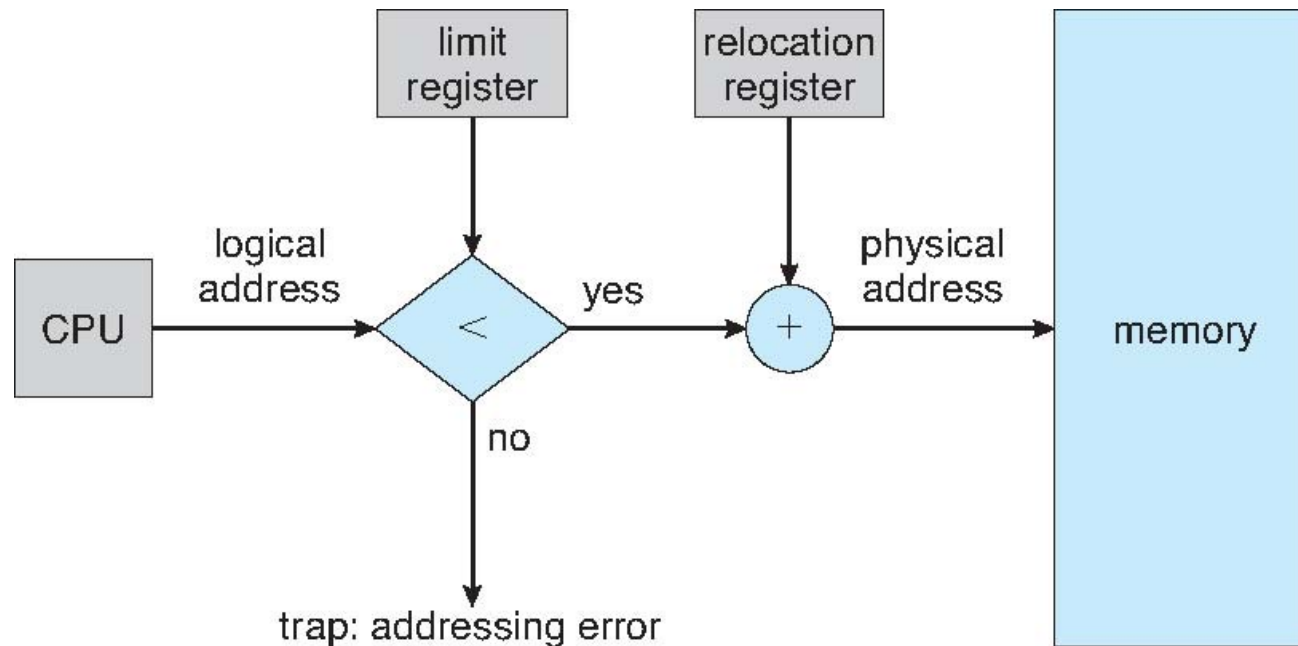 limit
register
relocation
register
logical
address
physical
address
CPU
<
yes
+
memory
no
trap: addressing error